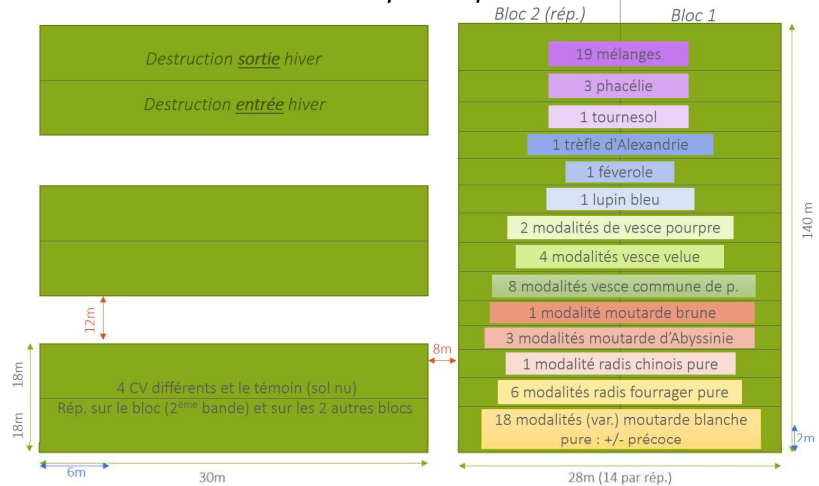 Bloc 2 (rép.)
Bloc 1
Destruction sortie hiver
Destruction entrée hiver
12m
18m
18m
4 CV différents et le témoin (sol nu)
Rép. sur le bloc (2ème bande) et sur les 2 autres blocs
6m
30m
8m
19 mélanges
3 phacélie
1 tournesol
1 trèfle d'Alexandrie
1 féverole
1 lupin bleu
2 modalités de vesce pourpre
4 modalités vesce velue
8 modalités vesce commune de p.
1 modalité moutarde brune
3 modalités moutarde d’Abyssinie
1 modalité radis chinois pure
6 modalités radis fourrager pure
18 modalités (var.) moutarde blanche
pure : +/- précoce
140 m
2m
28m (14 par rép.)